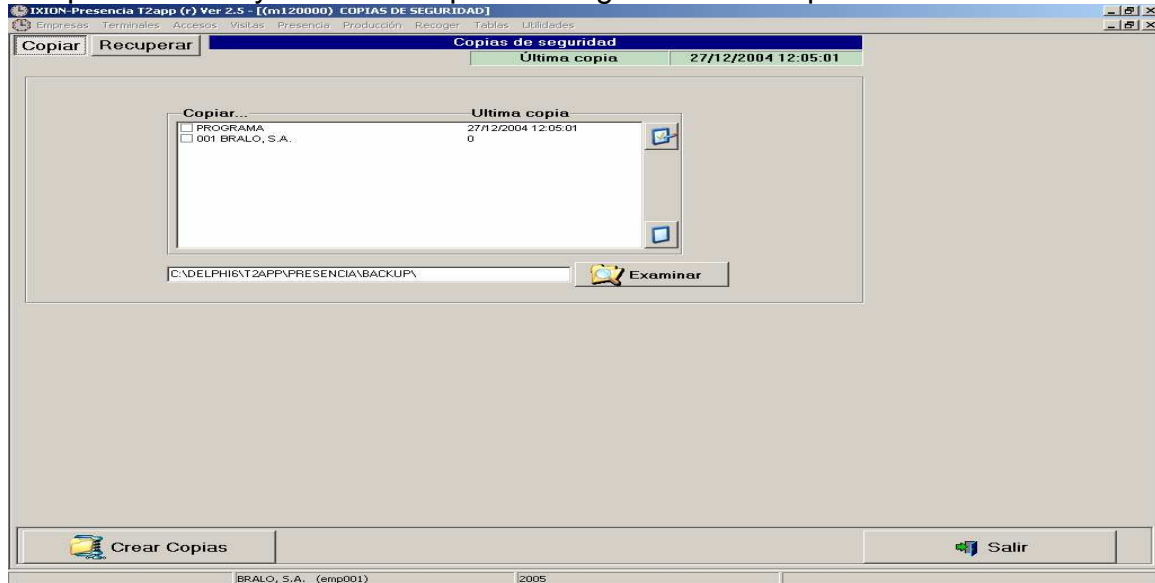 IXION-Presencia T2app (r) Ver 2.5 - [(m120000) COPIAS DE SEGURIDAD]
Empresas Terminales Accesos Visitas Presencia Producción Recoger Tablas Utilidades
Copiar Recuperar Copias de seguridad
Última copia 27/12/2004 12:05:01
Copiar... Ultima copia
PROGRAMA 27/12/2004 12:05:01
001 BRALO, S.A. 0
C:\DELPHI6\T2APP\PRESENCIA\BACKUP\ Examinar
Crear Copias Salir
BRALO, S.A. (emp001) 2005